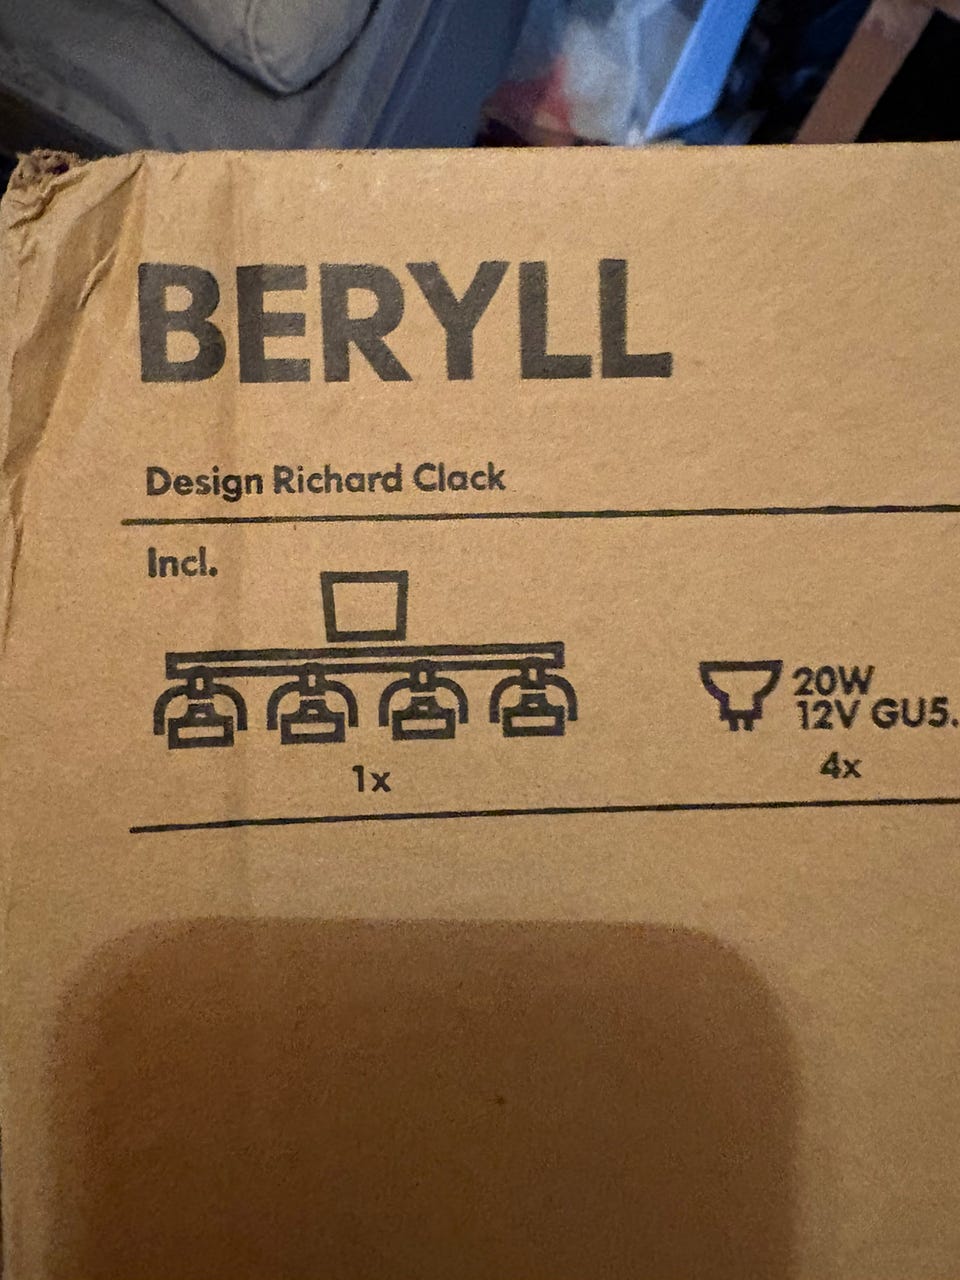 BERYLL
Design Richard Clack
Incl.
20W
12V GU5.
1x
4x